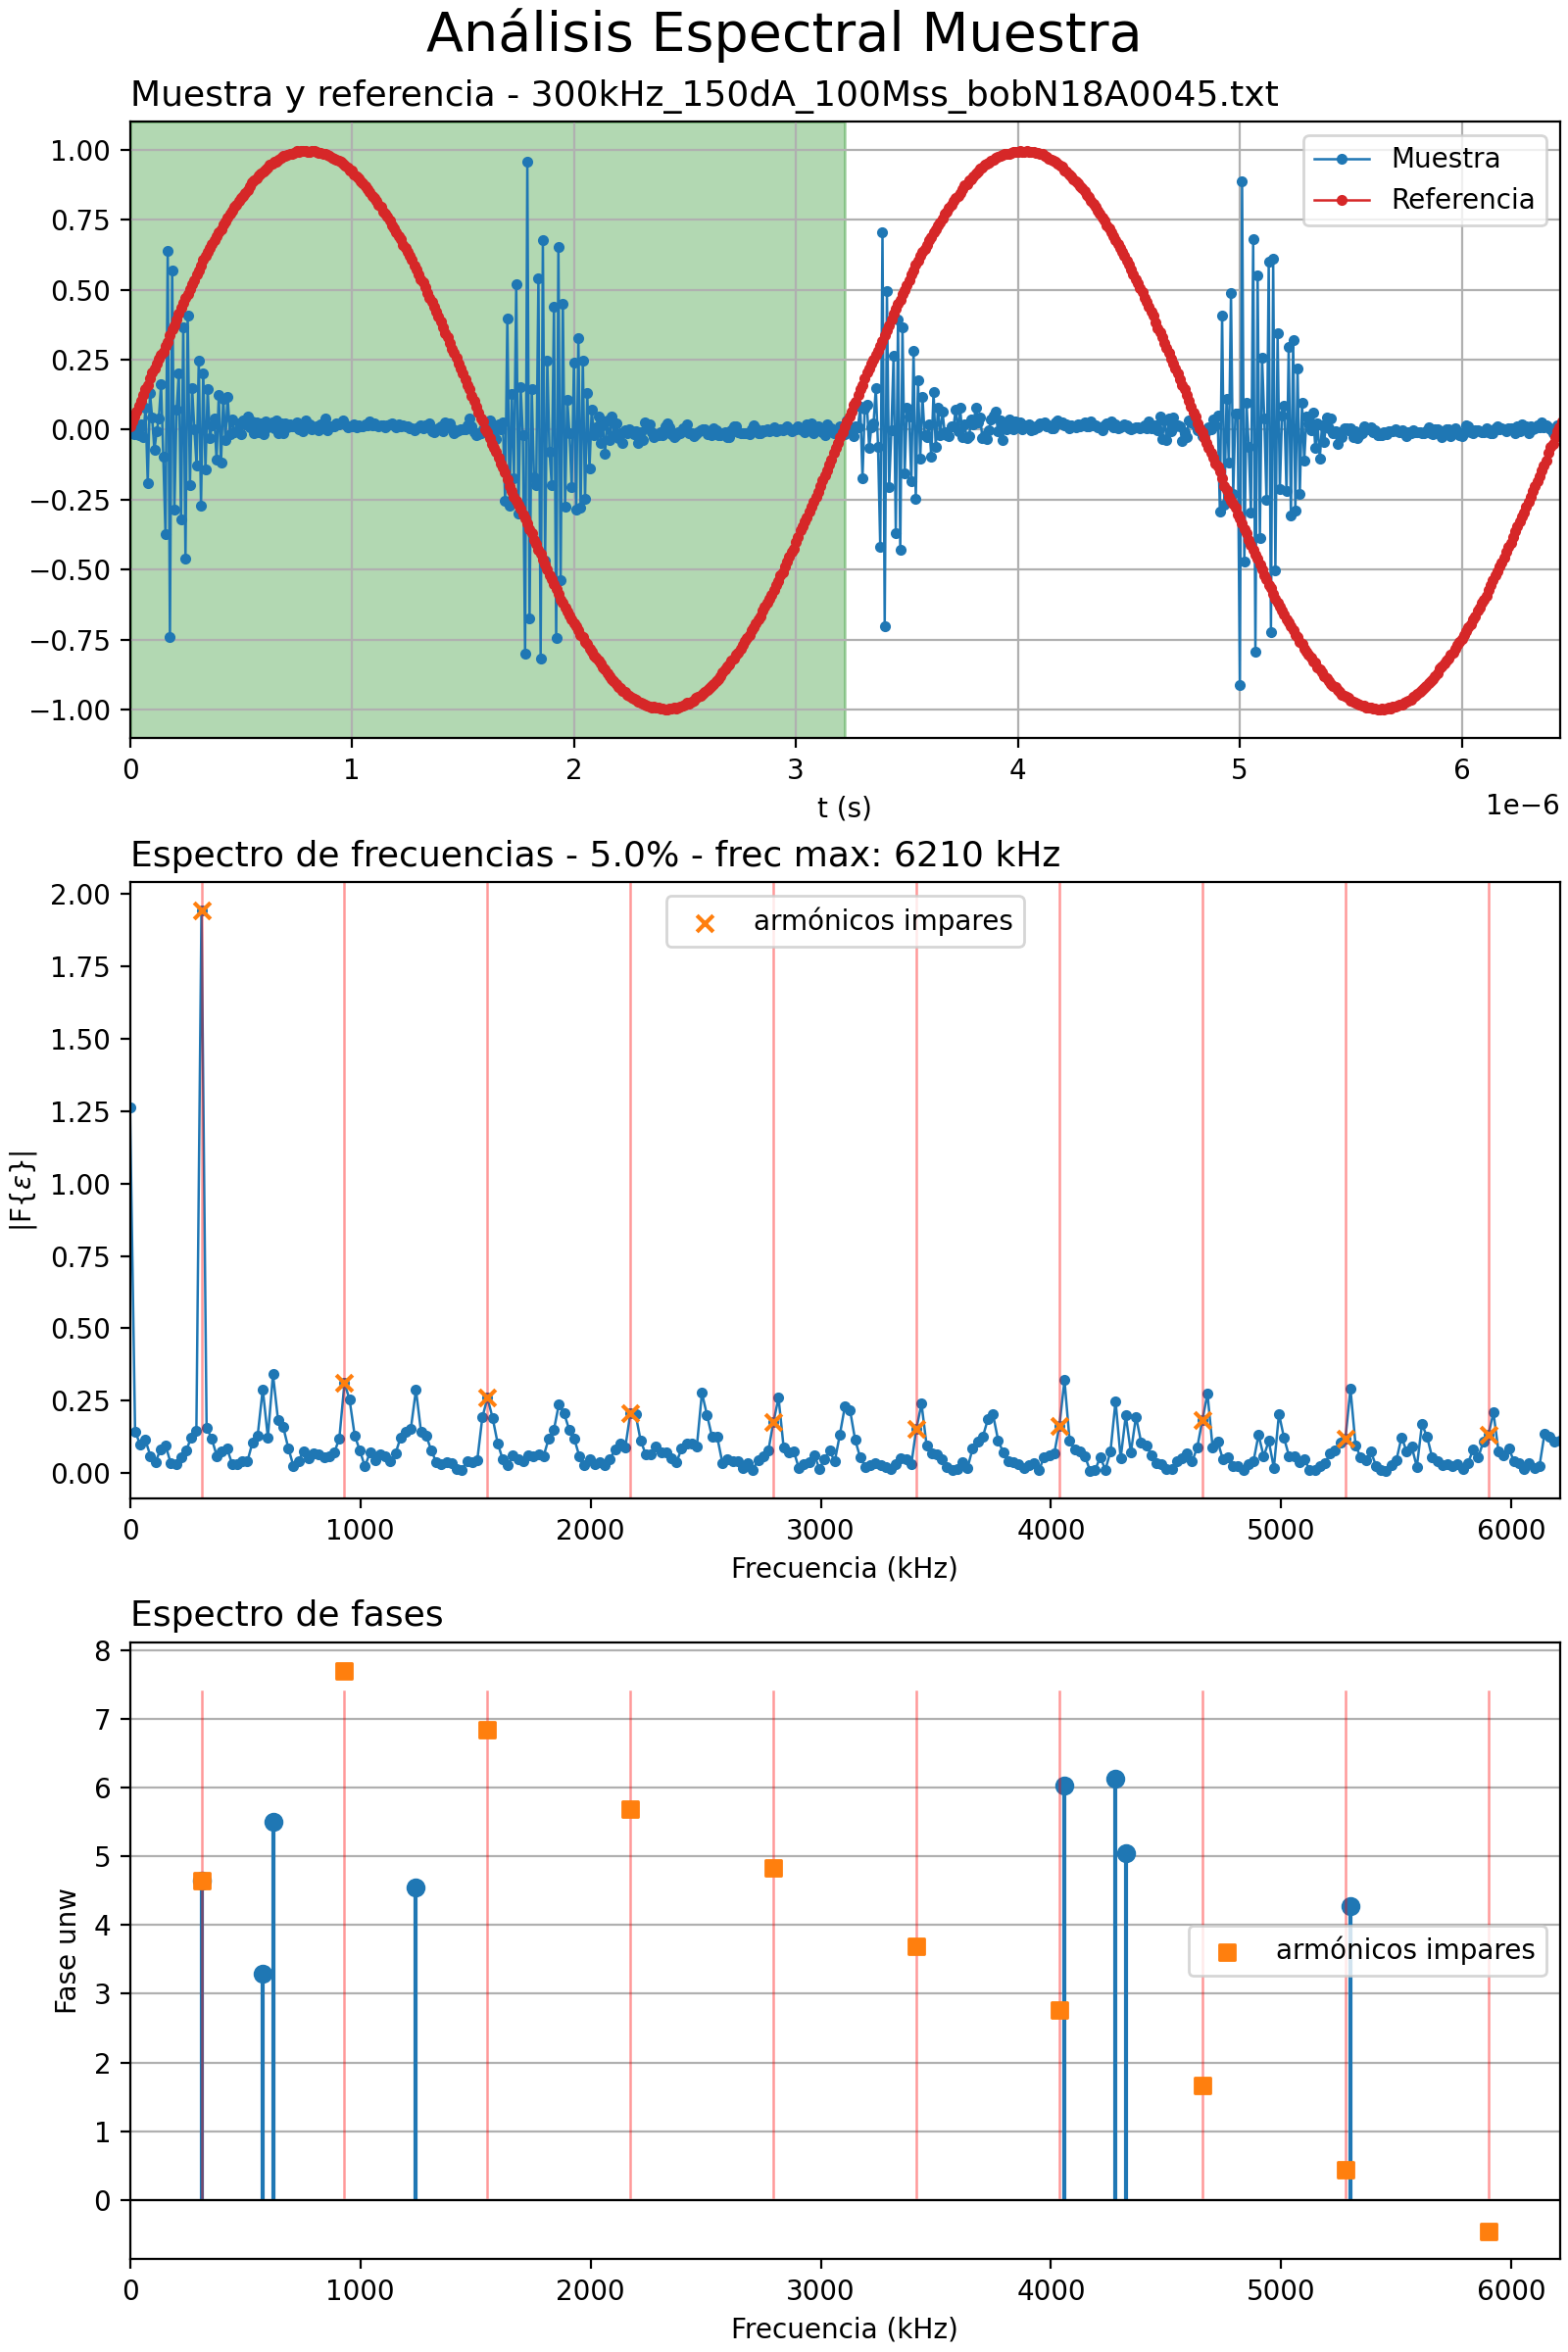 Análisis Espectral Muestra
Muestra y referencia - 300kHz_150dA_100Mss_bobN18A0045.txt
1.00
0.75
0.50
0.25
0.00
−0.25
−0.50
−0.75
−1.00
Muestra
Referencia
0 1 2 3 4 5 6
t (s)
1e−6
Espectro de frecuencias - 5.0% - frec max: 6210 kHz
2.00
1.75
1.50
1.25
1.00
0.75
0.50
0.25
0.00
|F{ε}|
armónicos impares
0 1000 2000 3000 4000 5000 6000
Frecuencia (kHz)
Espectro de fases
8
7
6
5
4
3
2
1
0
Fase unw
armónicos impares
0 1000 2000 3000 4000 5000 6000
Frecuencia (kHz)